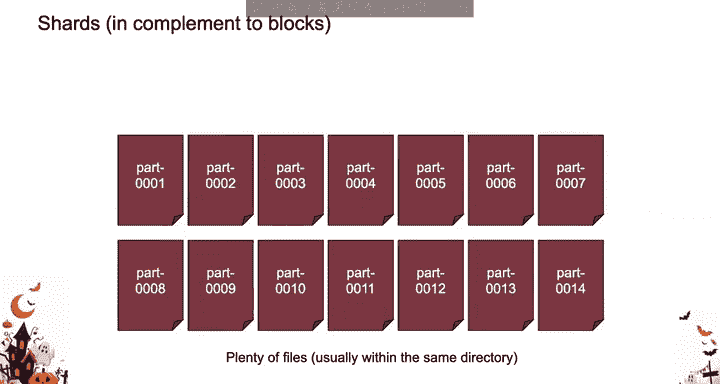 Shards (in complement to blocks)
part-
0001
part-
0002
part-
0003
part-
0004
part-
0005
part-
0006
part-
0007
part-
0008
part-
0009
part-
0010
part-
0011
part-
0012
part-
0013
part-
0014
Plenty of files (usually within the same directory)